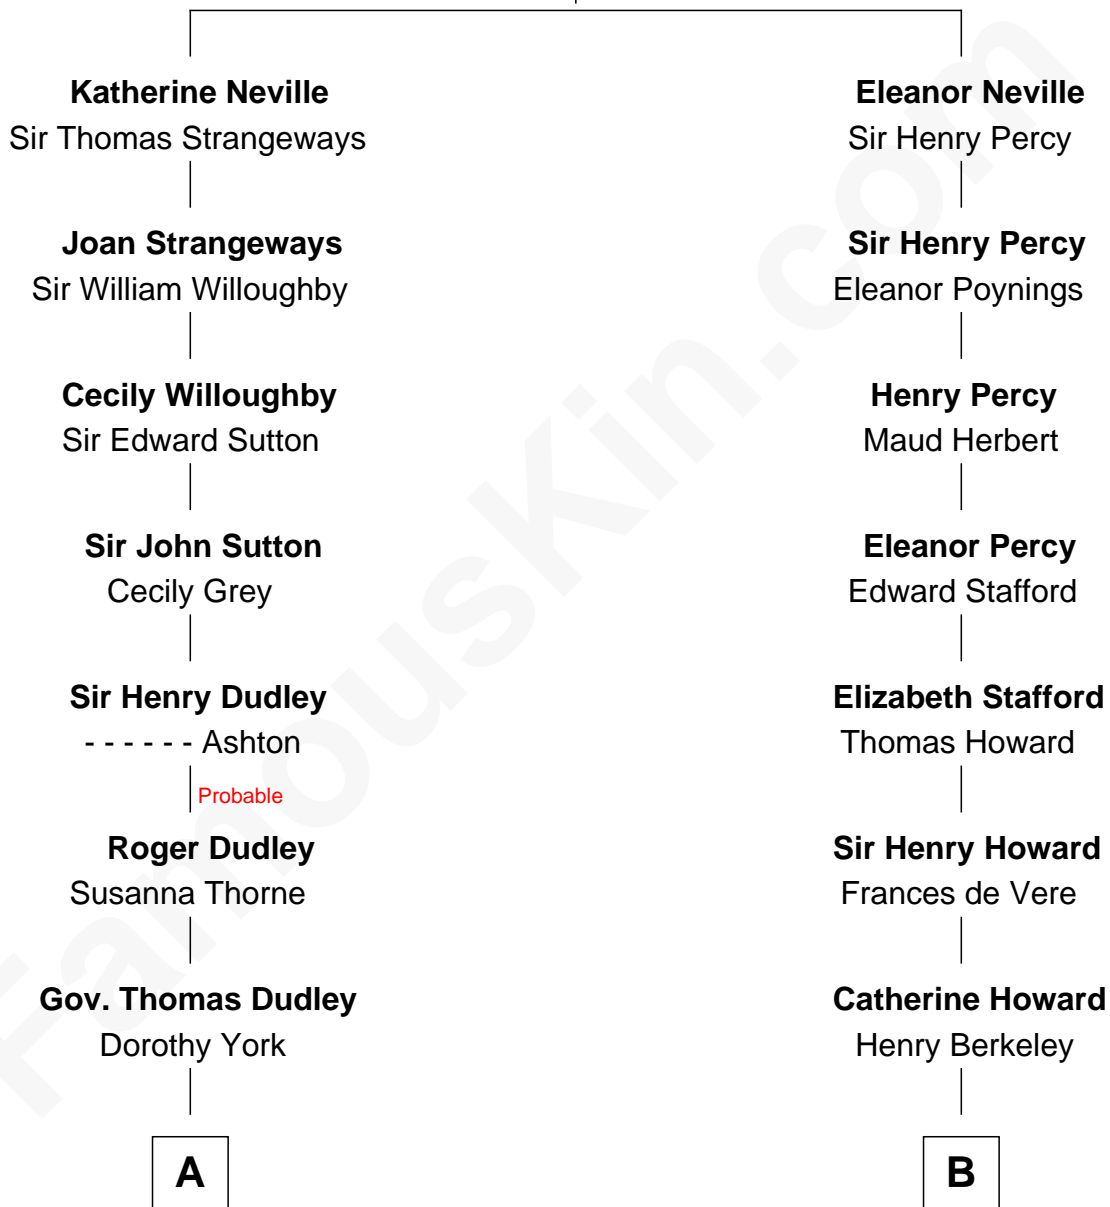 Katherine Neville
Sir Thomas Strangeways
Eleanor Neville
Sir Henry Percy
Joan Strangeways
Sir William Willoughby
Sir Henry Percy
Eleanor Poynings
Cecily Willoughby
Sir Edward Sutton
Henry Percy
Maud Herbert
Sir John Sutton
Cecily Grey
Eleanor Percy
Edward Stafford
Sir Henry Dudley
- - - - - - Ashton
Elizabeth Stafford
Thomas Howard
Probable
Roger Dudley
Susanna Thorne
Sir Henry Howard
Frances de Vere
Gov. Thomas Dudley
Dorothy York
Catherine Howard
Henry Berkeley
A
B
FamousKin.com